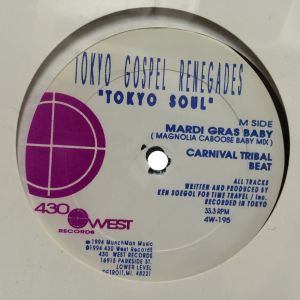 TOKYO GOSPEL RENEGADES
"TOKYO SOUL"
M SIDE
MARDI GRAS BABY
(MAGNOLIA CABOOSE BABY MIX)
CARNIVAL TRIBAL
BEAT
ALL TRACKS
WRITTEN AND PRODUCED BY
KEN SOEGOL FOR TIME TRAVEL / Inc.
RECORDED IN TOKYO
33.3 RPM
4W-195
430 WEST
RECORDS
℗1994 MunchMan Music
©1994 430 West Records
430 WEST RECORDS
16915 PARKSIDE ST.
LOWER LEVEL
DETROIT, MI. 48221